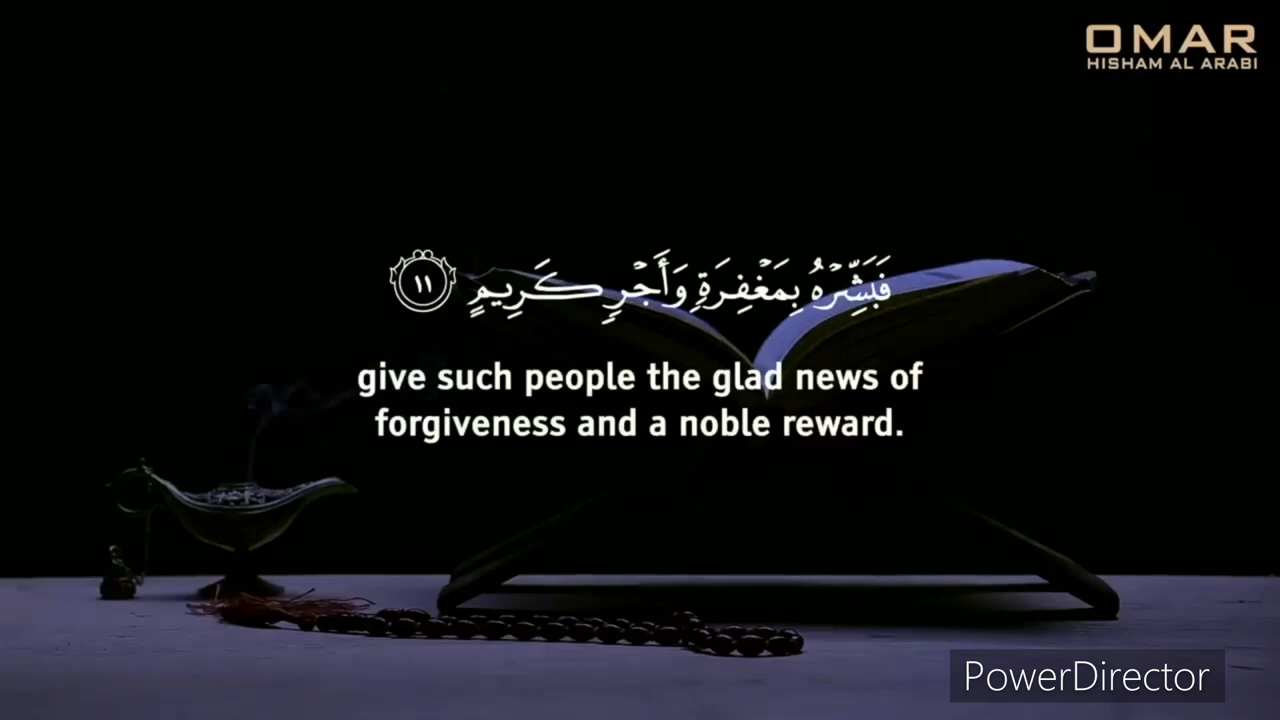 OMAR
HISHAM AL ARABI
فَبَشِّرْهُ بِمَغْفِرَةٍ وَأَجْرٍ كَرِيمٍ ١١
give such people the glad news of
forgiveness and a noble reward.
PowerDirector